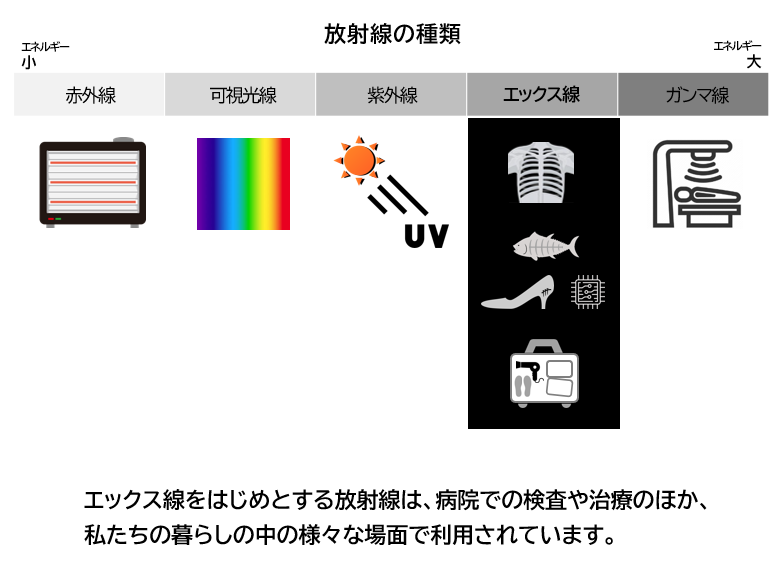 放射線の種類
エネルギー
小
エネルギー
大
赤外線
可視光線
紫外線
エックス線
ガンマ線
UV
エックス線をはじめとする放射線は、病院での検査や治療のほか、
私たちの暮らしの中の様々な場面で利用されています。